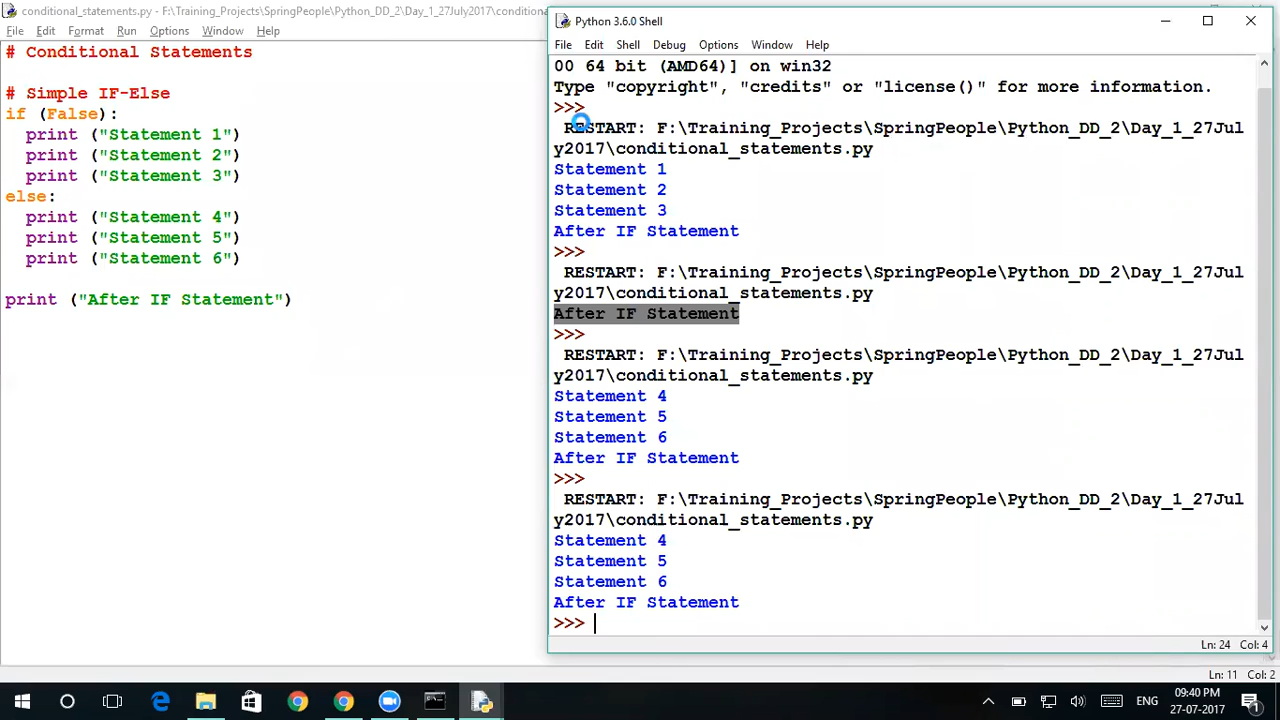 conditional_statements.py - F:\Training_Projects\SpringPeople\Python_DD_2\Day_1_27July2017\conditional
File Edit Format Run Options Window Help
# Conditional Statements
# Simple IF-Else
if (False):
print ("Statement 1")
print ("Statement 2")
print ("Statement 3")
else:
print ("Statement 4")
print ("Statement 5")
print ("Statement 6")
print ("After IF Statement")
Python 3.6.0 Shell
File Edit Shell Debug Options Window Help
00 64 bit (AMD64)] on win32
Type "copyright", "credits" or "license()" for more information.
>>>
RESTART: F:\Training_Projects\SpringPeople\Python_DD_2\Day_1_27Jul
y2017\conditional_statements.py
Statement 1
Statement 2
Statement 3
After IF Statement
>>>
RESTART: F:\Training_Projects\SpringPeople\Python_DD_2\Day_1_27Jul
y2017\conditional_statements.py
After IF Statement
>>>
RESTART: F:\Training_Projects\SpringPeople\Python_DD_2\Day_1_27Jul
y2017\conditional_statements.py
Statement 4
Statement 5
Statement 6
After IF Statement
>>>
RESTART: F:\Training_Projects\SpringPeople\Python_DD_2\Day_1_27Jul
y2017\conditional_statements.py
Statement 4
Statement 5
Statement 6
After IF Statement
>>>
Ln: 24 Col: 4
Ln: 11 Col: 2
ENG
09:40 PM
27-07-2017
1